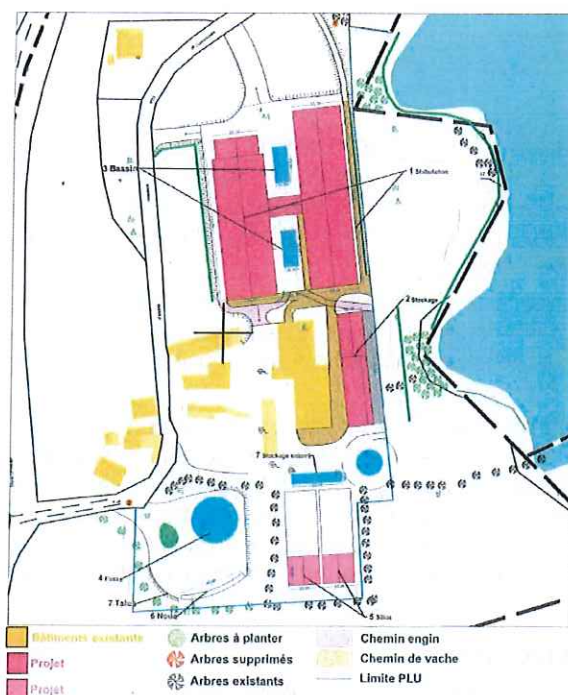 3 Bassin
1 Stabulation
2 Stockage
7 Stockage enterré
4 Fosse
7 Talus
6 Noue
5 Silos
Bâtiments existants
Projet
Projet
Arbres à planter
Arbres supprimés
Arbres existants
Chemin engin
Chemin de vache
Limite PLU